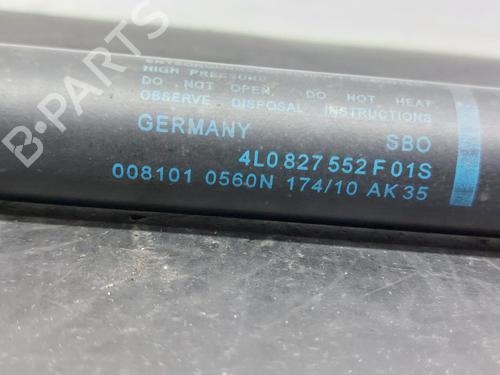 HIGH PRESSURE
DO NOT OPEN. DO NOT HEAT
OBSERVE DISPOSAL INSTRUCTIONS
GERMANY SBO
4L0 827 552 F 01S
008101 0560N 174/10 AK35
B-PARTS